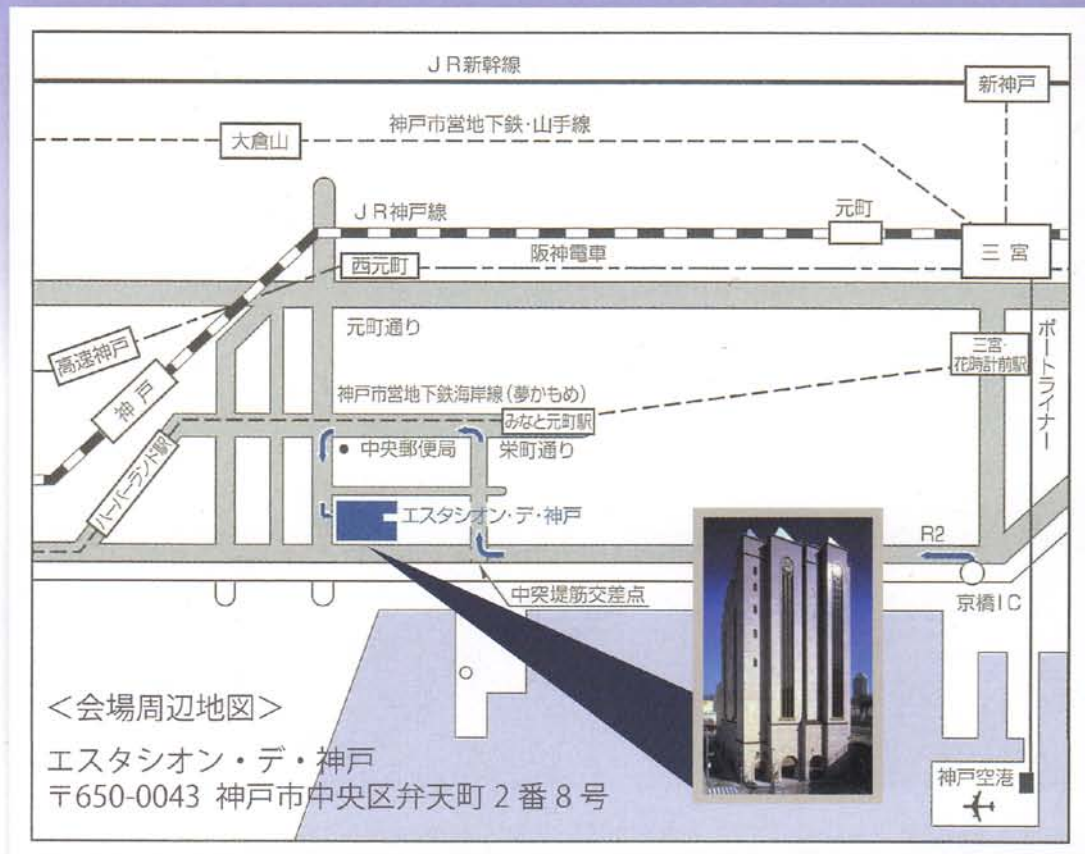 JR新幹線
新神戸
神戸市営地下鉄・山手線
大倉山
JR神戸線
元町
三宮
阪神電車
西元町
元町通り
高速神戸
神戸
三宮・
花時計前駅
ポートライナー
神戸市営地下鉄海岸線(夢かもめ)
みなと元町駅
中央郵便局
栄町通り
ハーバーランド駅
エスタシオン・デ・神戸
R2
中突堤筋交差点
京橋IC
<会場周辺地図>
エスタシオン・デ・神戸
〒650-0043 神戸市中央区弁天町2番8号
神戸空港